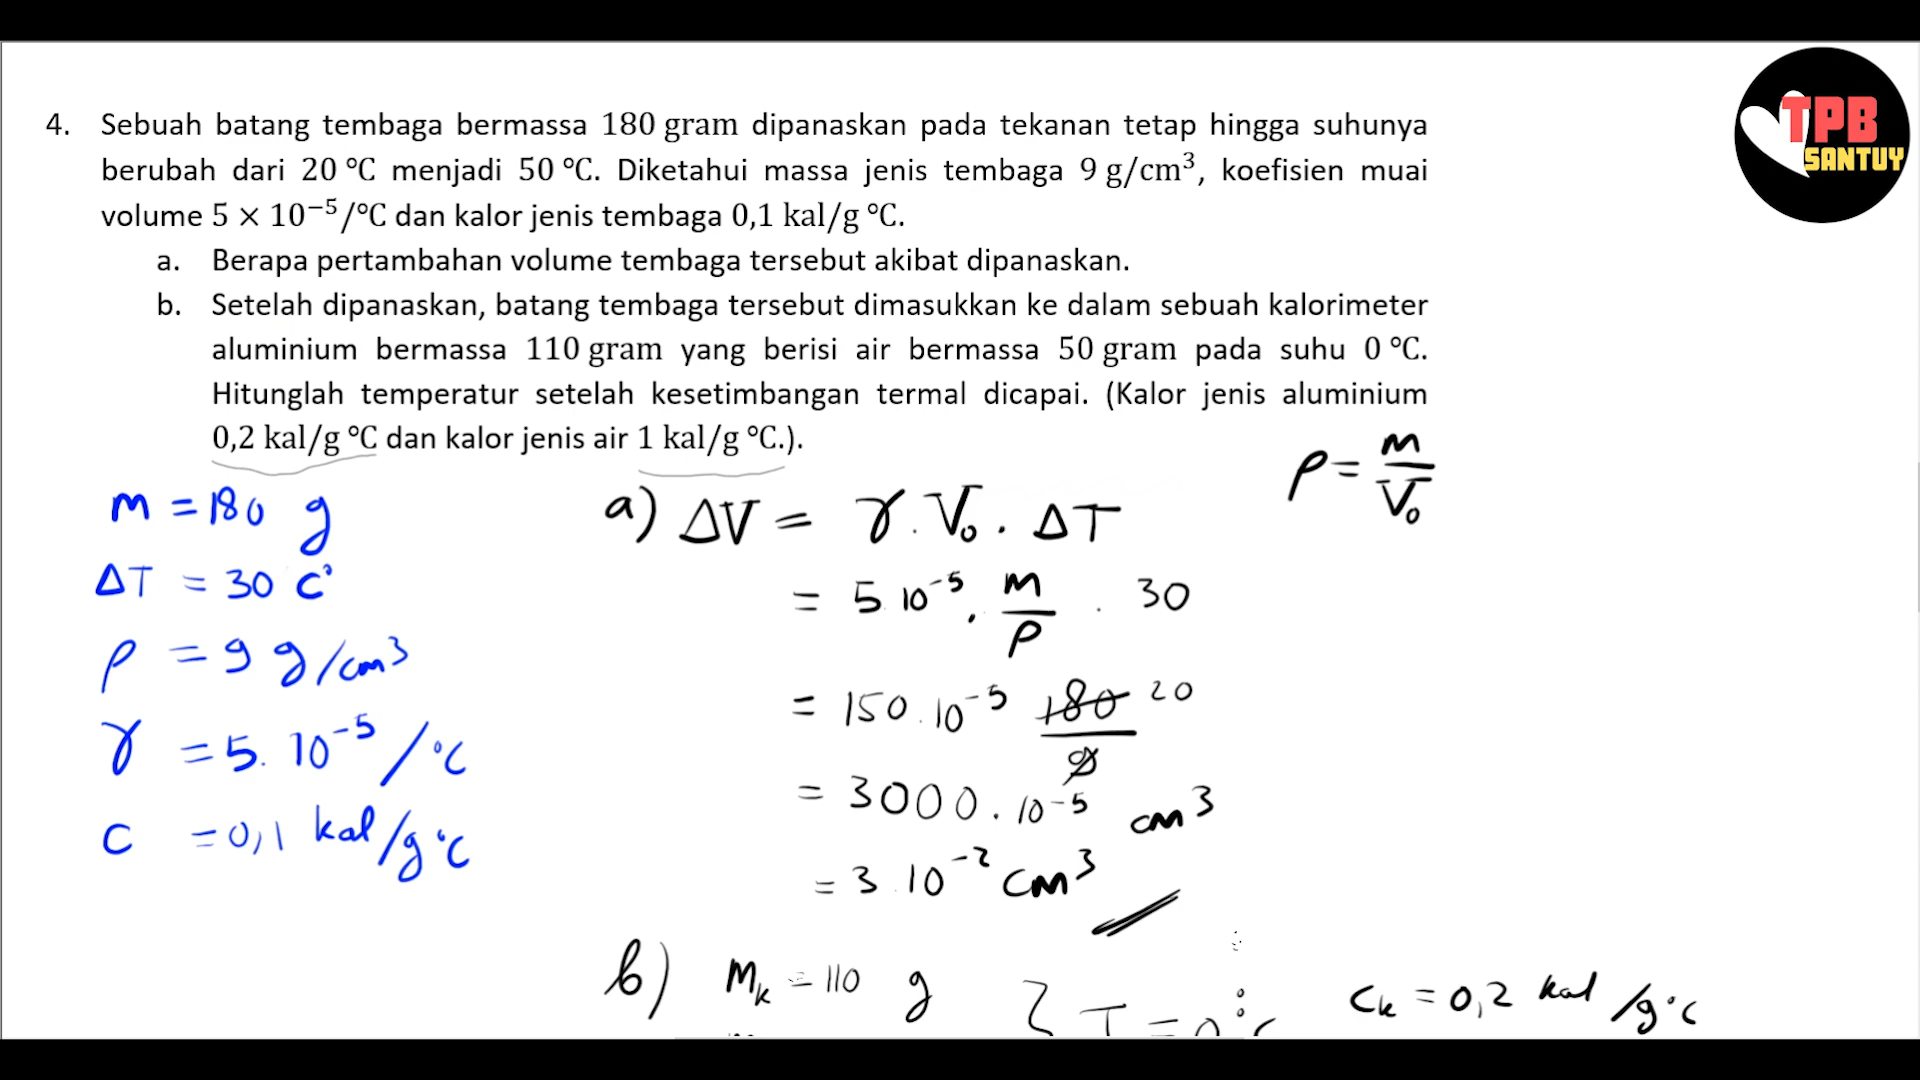 4. Sebuah batang tembaga bermassa 180 gram dipanaskan pada tekanan tetap hingga suhunya
berubah dari 20 °C menjadi 50 °C. Diketahui massa jenis tembaga 9 g/cm³, koefisien muai
volume 5 × 10⁻⁵/°C dan kalor jenis tembaga 0,1 kal/g °C.
a. Berapa pertambahan volume tembaga tersebut akibat dipanaskan.
b. Setelah dipanaskan, batang tembaga tersebut dimasukkan ke dalam sebuah kalorimeter
aluminium bermassa 110 gram yang berisi air bermassa 50 gram pada suhu 0 °C.
Hitunglah temperatur setelah kesetimbangan termal dicapai. (Kalor jenis aluminium
0,2 kal/g °C dan kalor jenis air 1 kal/g °C.).
TPB
SANTUY
m = 180 g
ΔT = 30 C°
ρ = 9 g/cm³
γ = 5. 10⁻⁵ /°C
c = 0,1 kal/g°C
a) ΔV = γ . V₀ . ΔT
= 5 10⁻⁵ . m/ρ . 30
= 150 . 10⁻⁵ 180/9 20
= 3000 . 10⁻⁵ cm³
= 3 10⁻² cm³
ρ = m/V₀
b) mₖ = 110 g } T = 0°C
cₖ = 0,2 kal/g°C